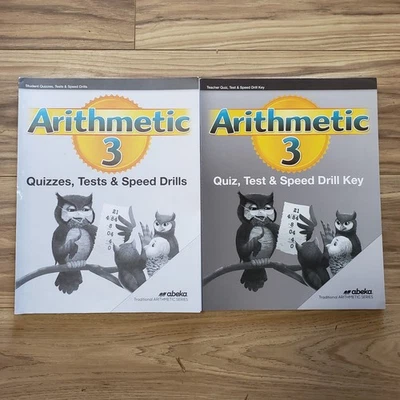 Student Quizzes, Tests & Speed Drills
Arithmetic
3
Quizzes, Tests & Speed Drills
abeka
Traditional ARITHMETIC SERIES
Teacher Quiz, Test & Speed Drill Key
Arithmetic
3
Quiz, Test & Speed Drill Key
abeka
Traditional ARITHMETIC SERIES